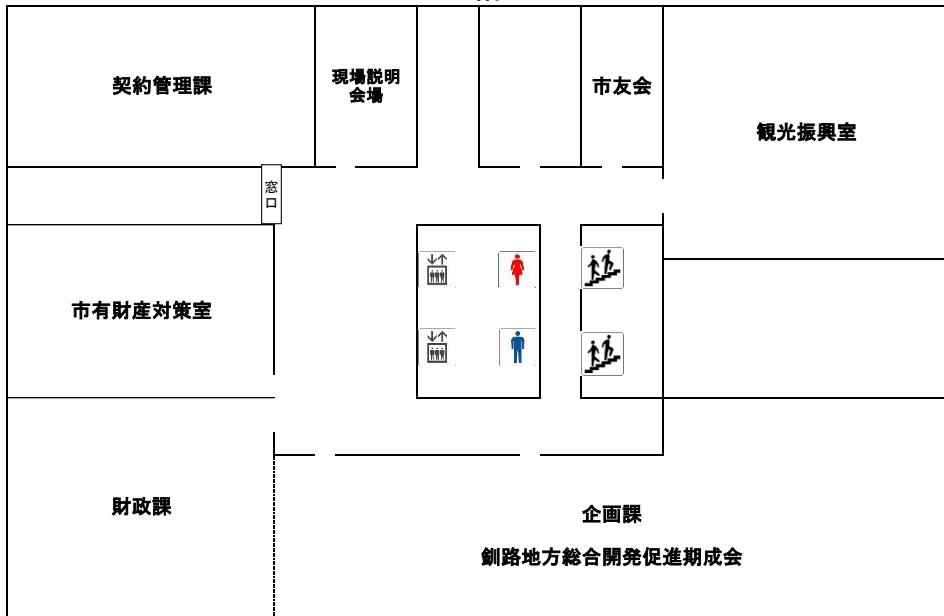 契約管理課
現場説明
会場
市友会
観光振興室
窓
口
市有財産対策室
財政課
企画課
釧路地方総合開発促進期成会